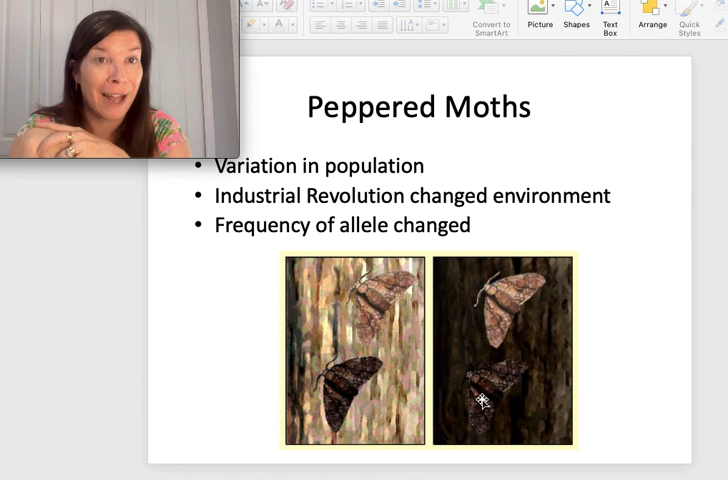 Convert to
SmartArt
Picture
Shapes
Text
Box
Arrange
Quick
Styles
A
Peppered Moths
• Variation in population
• Industrial Revolution changed environment
• Frequency of allele changed